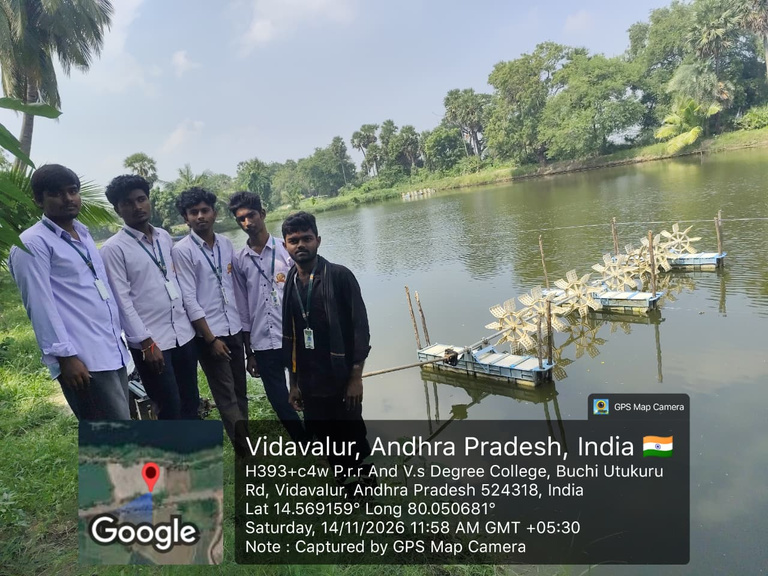 GPS Map Camera
Vidavalur, Andhra Pradesh, India
H393+c4w P.r.r And V.s Degree College, Buchi Utukuru
Rd, Vidavalur, Andhra Pradesh 524318, India
Lat 14.569159° Long 80.050681°
Saturday, 14/11/2026 11:58 AM GMT +05:30
Note : Captured by GPS Map Camera
Google